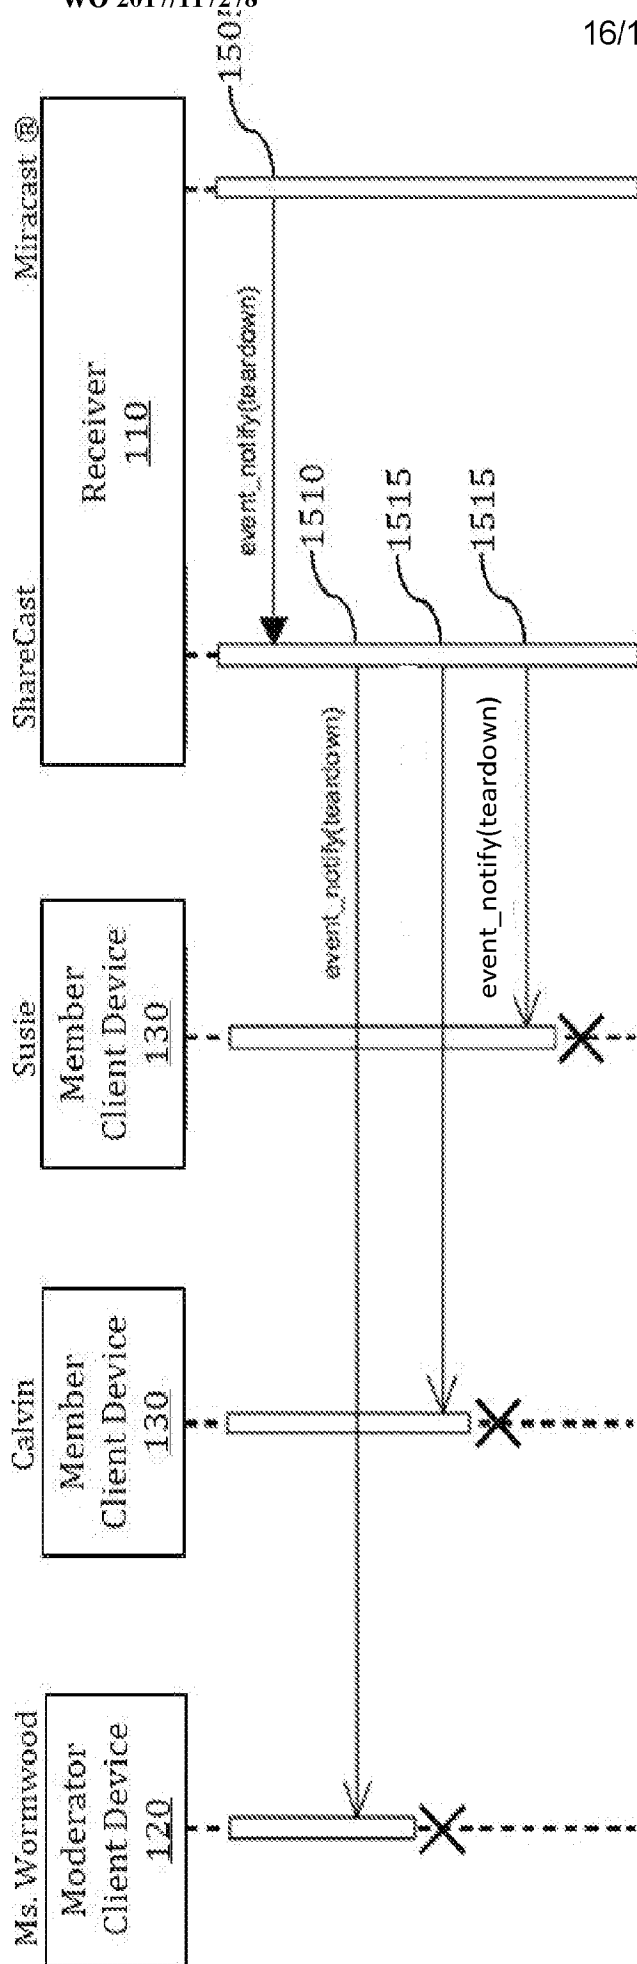 WO 2017/117278
16/1
Ms. Wormwood
Moderator
Client Device
120
Calvin
Member
Client Device
130
Susie
Member
Client Device
130
ShareCast
Miracast ®
Receiver
110
150
event_notify(teardown)
1510
event_notify(teardown)
1515
1515
event_notify(teardown)